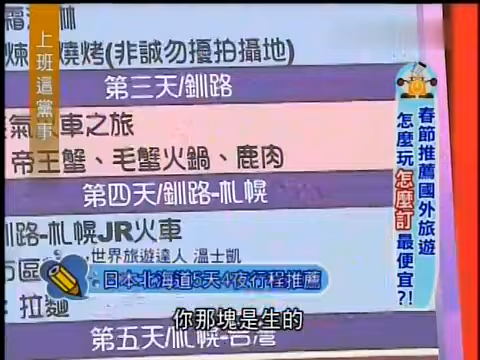 上班這黨事
煉 燒烤(非誠勿擾拍攝地)
第三天/釧路
氣 車之旅
帝王蟹、毛蟹火鍋、鹿肉
第四天/釧路-札幌
路-札幌JR火車
市區
: 拉麵
第五天/札幌-台灣
春節推薦國外旅遊
怎麼玩怎麼訂最便宜?!
世界旅遊達人 溫士凱
: 日本北海道5天4夜行程推薦
你那塊是生的